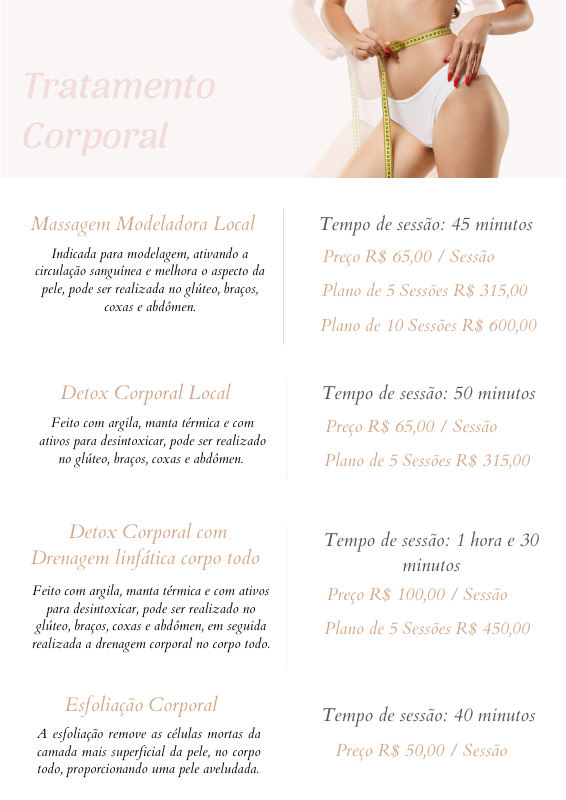 Tratamento
Corporal
Massagem Modeladora Local
Indicada para modelagem, ativando a
circulação sanguínea e melhora o aspecto da
pele, pode ser realizada no glúteo, braços,
coxas e abdômen.
Tempo de sessão: 45 minutos
Preço R$ 65,00 / Sessão
Plano de 5 Sessões R$ 315,00
Plano de 10 Sessões R$ 600,00
Detox Corporal Local
Feito com argila, manta térmica e com
ativos para desintoxicar, pode ser realizado
no glúteo, braços, coxas e abdômen.
Tempo de sessão: 50 minutos
Preço R$ 65,00 / Sessão
Plano de 5 Sessões R$ 315,00
Detox Corporal com
Drenagem linfática corpo todo
Feito com argila, manta térmica e com ativos
para desintoxicar, pode ser realizado no
glúteo, braços, coxas e abdômen, em seguida
realizada a drenagem corporal no corpo todo.
Tempo de sessão: 1 hora e 30
minutos
Preço R$ 100,00 / Sessão
Plano de 5 Sessões R$ 450,00
Esfoliação Corporal
A esfoliação remove as células mortas da
camada mais superficial da pele, no corpo
todo, proporcionando uma pele aveludada.
Tempo de sessão: 40 minutos
Preço R$ 50,00 / Sessão